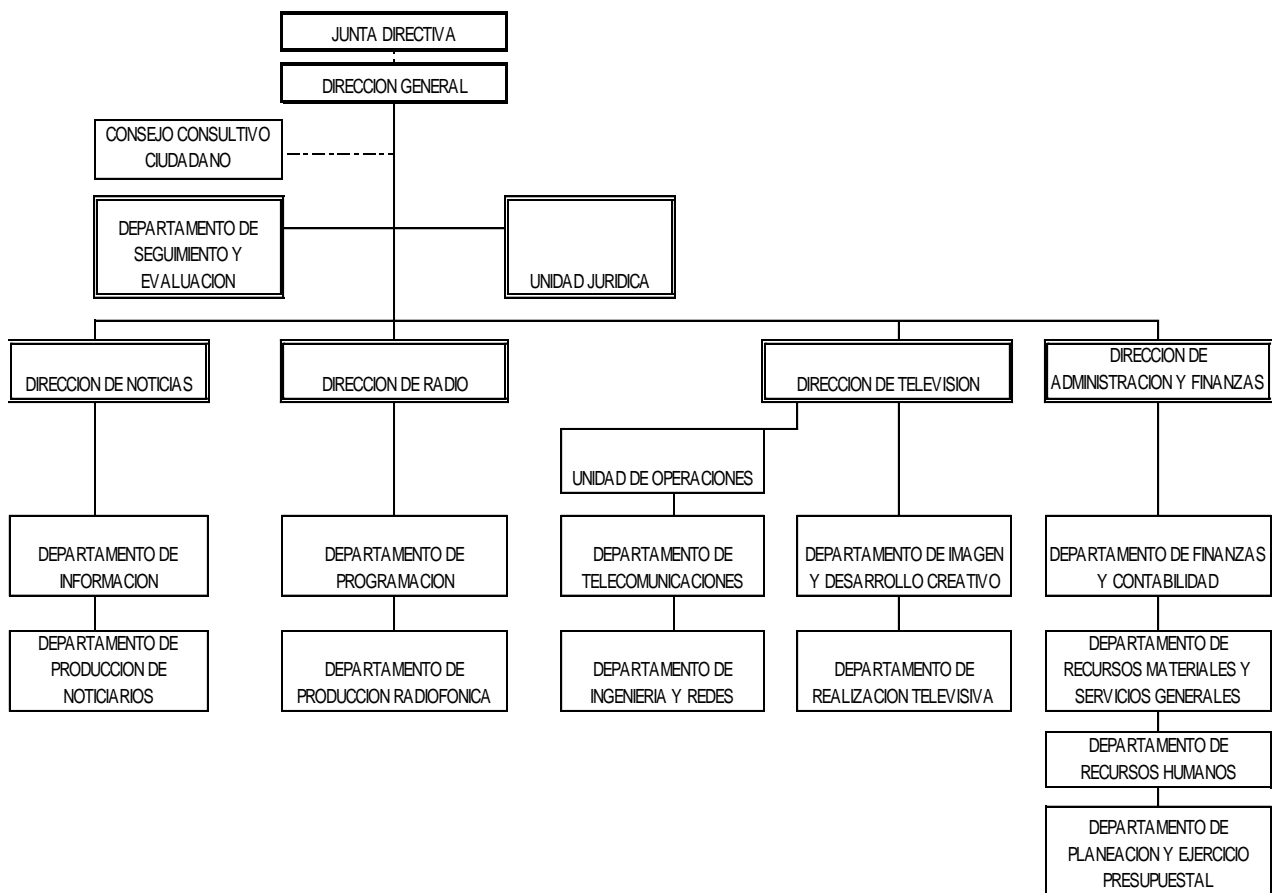 JUNTA DIRECTIVA
DIRECCION GENERAL
CONSEJO CONSULTIVO
CIUDADANO
DEPARTAMENTO DE
SEGUIMIENTO Y
EVALUACION
UNIDAD JURIDICA
DIRECCION DE NOTICIAS
DIRECCION DE RADIO
DIRECCION DE TELEVISION
DIRECCION DE
ADMINISTRACION Y FINANZAS
UNIDAD DE OPERACIONES
DEPARTAMENTO DE
INFORMACION
DEPARTAMENTO DE
PROGRAMACION
DEPARTAMENTO DE
TELECOMUNICACIONES
DEPARTAMENTO DE IMAGEN
Y DESARROLLO CREATIVO
DEPARTAMENTO DE FINANZAS
Y CONTABILIDAD
DEPARTAMENTO DE
PRODUCCION DE
NOTICIARIOS
DEPARTAMENTO DE
PRODUCCION RADIOFONICA
DEPARTAMENTO DE
INGENIERIA Y REDES
DEPARTAMENTO DE
REALIZACION TELEVISIVA
DEPARTAMENTO DE
RECURSOS MATERIALES Y
SERVICIOS GENERALES
DEPARTAMENTO DE
RECURSOS HUMANOS
DEPARTAMENTO DE
PLANEACION Y EJERCICIO
PRESUPUESTAL